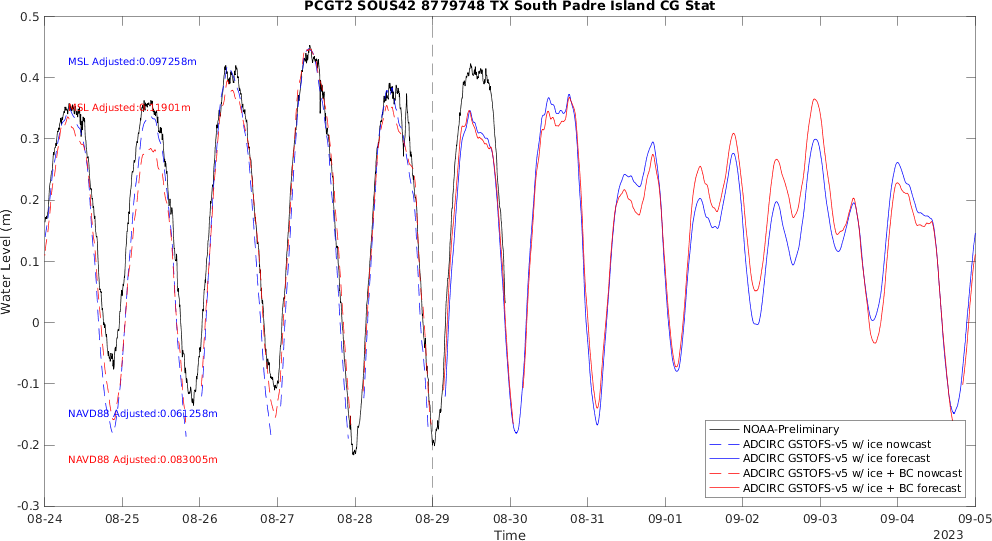 PCGT2 SOUS42 8779748 TX South Padre Island CG Stat
0.5
0.4
0.3
0.2
0.1
0
-0.1
-0.2
-0.3
Water Level (m)
MSL Adjusted:0.097258m
MSL Adjusted:0.11901m
NAVD88 Adjusted:0.061258m
NAVD88 Adjusted:0.083005m
NOAA-Preliminary
ADCIRC GSTOFS-v5 w/ ice nowcast
ADCIRC GSTOFS-v5 w/ ice forecast
ADCIRC GSTOFS-v5 w/ ice + BC nowcast
ADCIRC GSTOFS-v5 w/ ice + BC forecast
08-24 08-25 08-26 08-27 08-28 08-29 08-30 08-31 09-01 09-02 09-03 09-04 09-05
Time
2023